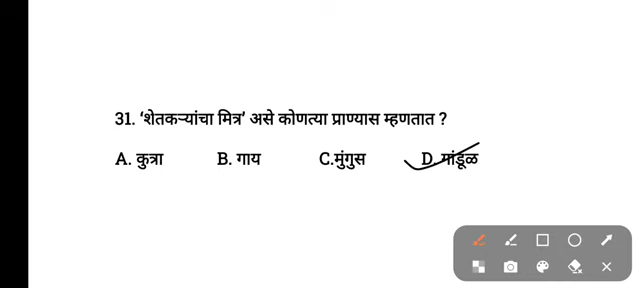 31. ‘शेतकऱ्यांचा मित्र’ असे कोणत्या प्राण्यास म्हणतात ?
A. कुत्रा B. गाय C.मुंगुस D. मांडूळ